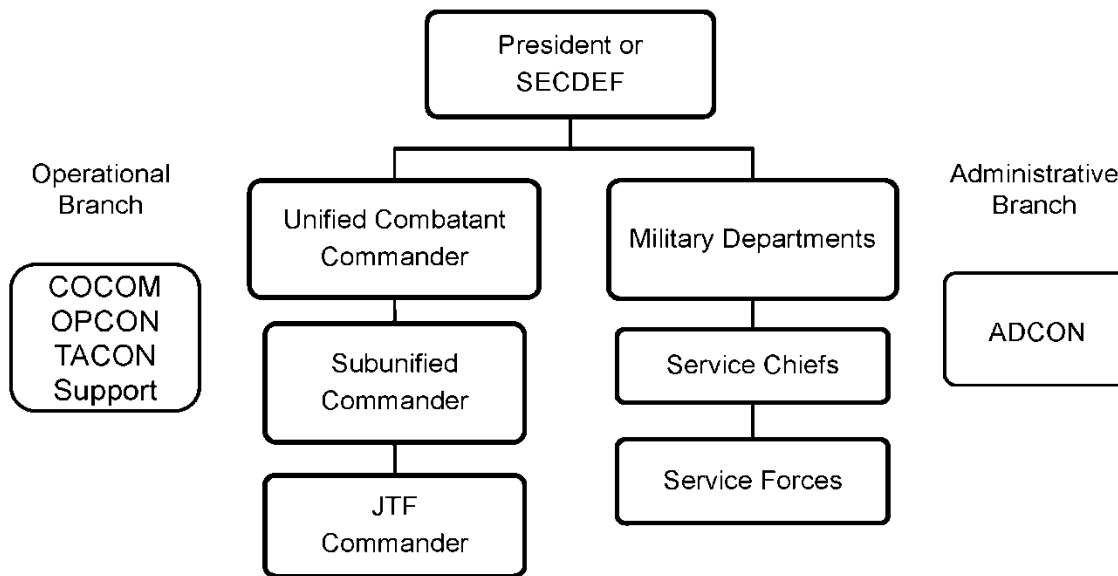 President or
SECDEF
Operational
Branch
Administrative
Branch
Unified Combatant
Commander
Military Departments
COCOM
OPCON
TACON
Support
ADCON
Subunified
Commander
Service Chiefs
JTF
Commander
Service Forces